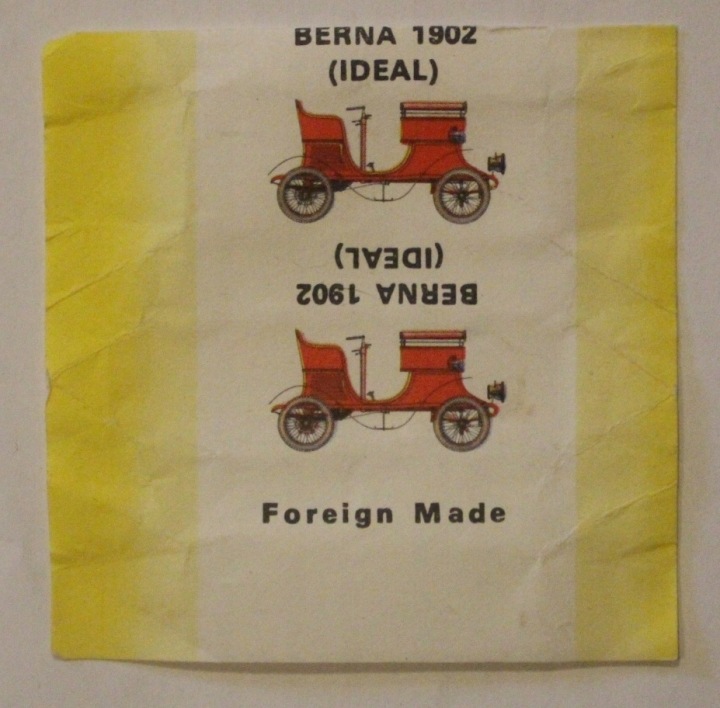 BERNA 1902
(IDEAL)
(IDEAL)
BERNA 1902
Foreign Made